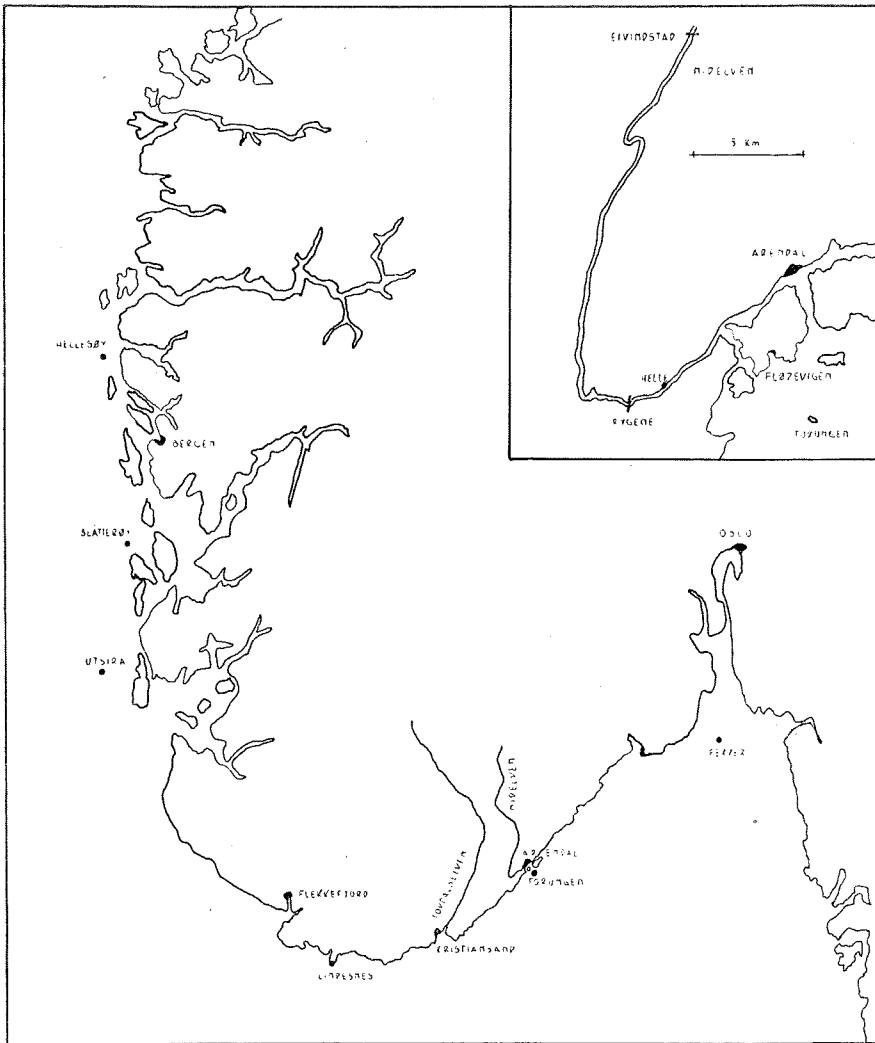 EIVINDSTAD
NIDELVEN
5 Km
ARENDAL
HELLE
FLØDEVIGEN
RYGENE
TORUNGEN
HELLESØY
BERGEN
SLÅTTERØY
OSLO
UTSIRA
FERDER
NIDELVEN
ARENDAL
TORUNGEN
FLEKKEFJORD
TOVDALSELVEN
KRISTIANSAND
LINDESNES